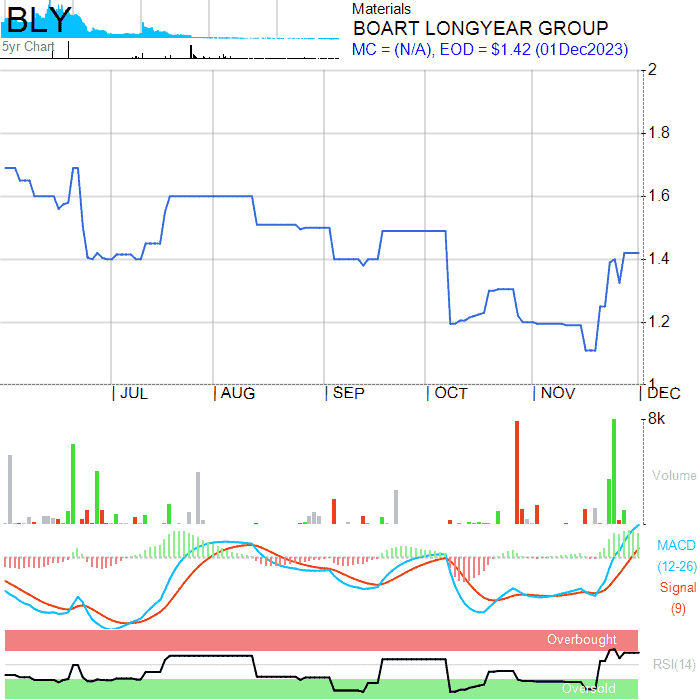 BLY
5yr Chart
Materials
BOART LONGYEAR GROUP
MC = (N/A), EOD = $1.42 (01Dec2023)
2
1.8
1.6
1.4
1.2
1
JUL AUG SEP OCT NOV DEC
8k
Volume
MACD
(12-26)
Signal
(9)
Overbought
RSI(14)
Oversold